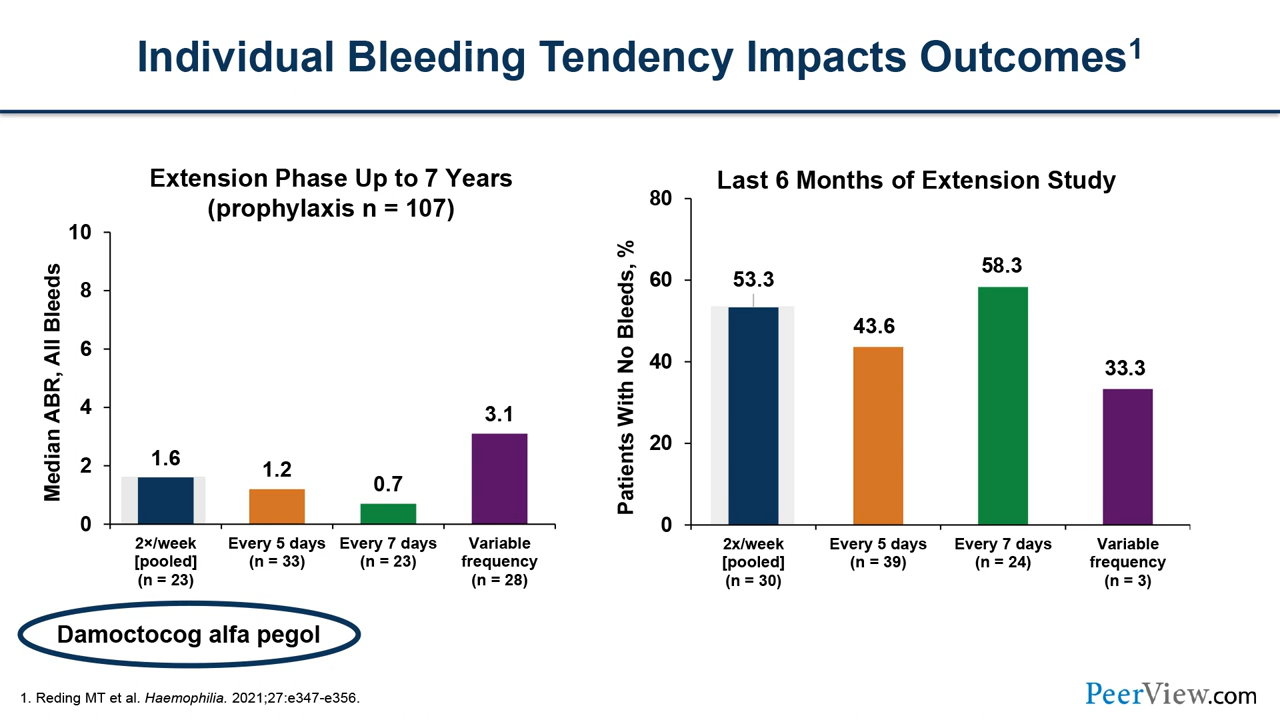 Individual Bleeding Tendency Impacts Outcomes1
Extension Phase Up to 7 Years
(prophylaxis n = 107)
Median ABR, All Bleeds
10
8
6
4
2
0
1.6
1.2
0.7
3.1
2×/week
[pooled]
(n = 23)
Every 5 days
(n = 33)
Every 7 days
(n = 23)
Variable
frequency
(n = 28)
Last 6 Months of Extension Study
Patients With No Bleeds, %
80
60
40
20
0
53.3
43.6
58.3
33.3
2x/week
[pooled]
(n = 30)
Every 5 days
(n = 39)
Every 7 days
(n = 24)
Variable
frequency
(n = 3)
Damoctocog alfa pegol
1. Reding MT et al. Haemophilia. 2021;27:e347-e356.
PeerView.com